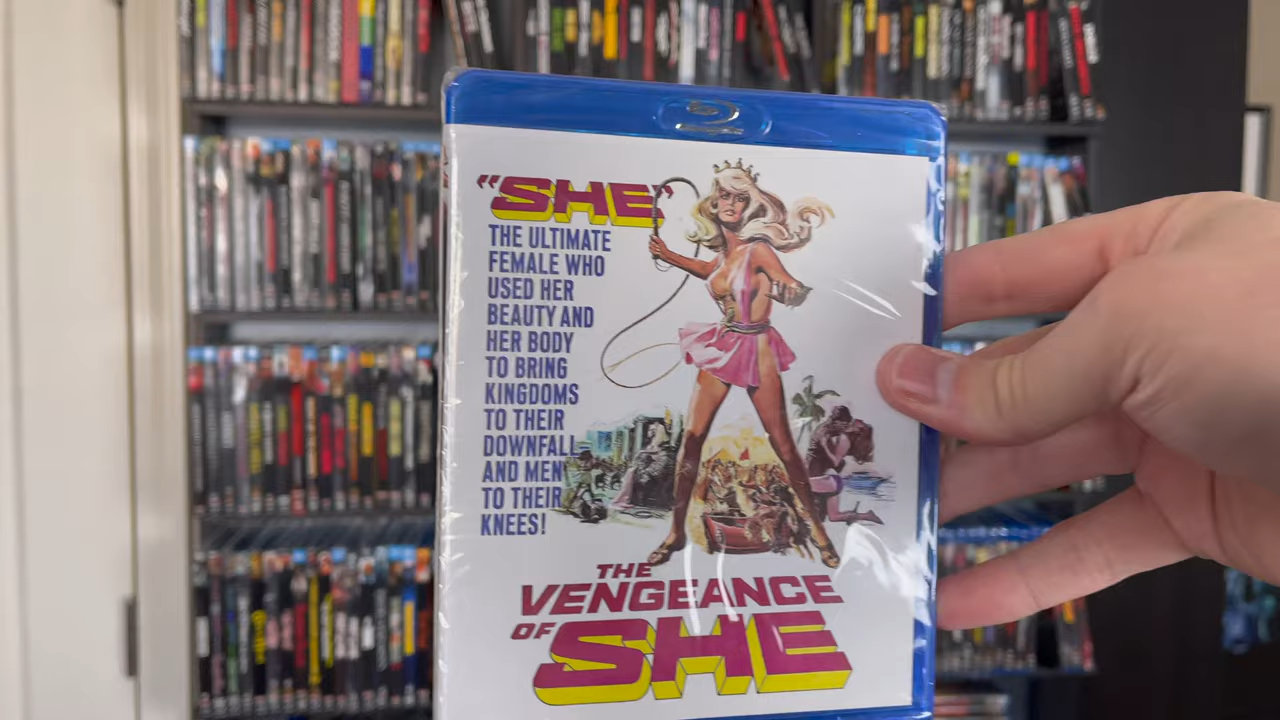 "SHE"
THE ULTIMATE
FEMALE WHO
USED HER
BEAUTY AND
HER BODY
TO BRING
KINGDOMS
TO THEIR
DOWNFALL
AND MEN
TO THEIR
KNEES!
THE
VENGEANCE
OF SHE